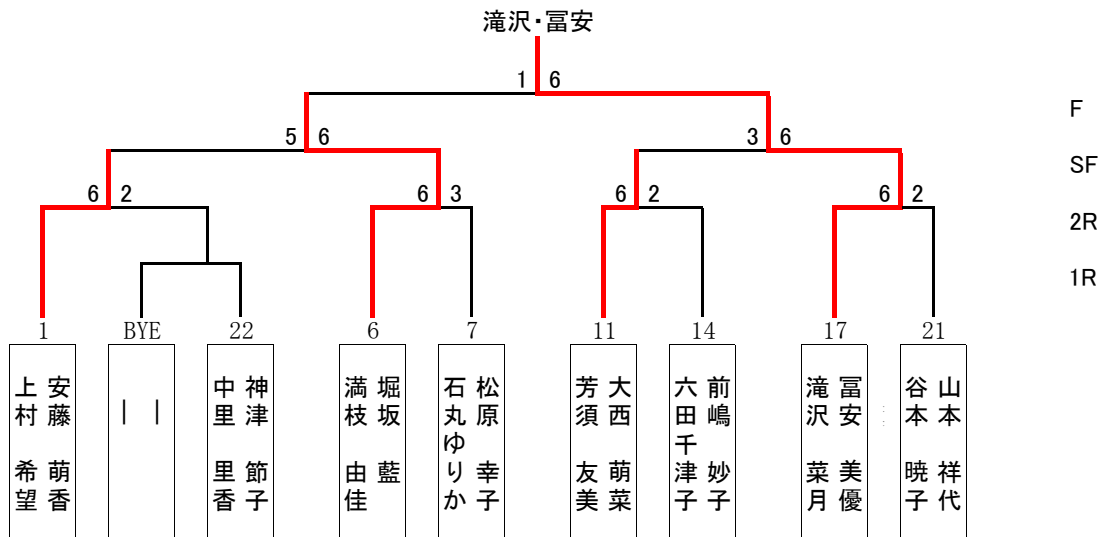 滝沢・冨安
1 6
F
5 6
3 6
SF
6 2
6 3
6 2
6 2
2R
1R
1
BYE
22
6
7
11
14
17
21
安藤 萌香
上村 希望
| |
神津 節子
中里 里香
堀坂 藍
満枝 由佳
松原 幸子
石丸ゆりか
大西 萌菜
芳須 友美
前嶋 妙子
六田千津子
冨安 美優
滝沢 菜月
山本 祥代
谷本 暁子